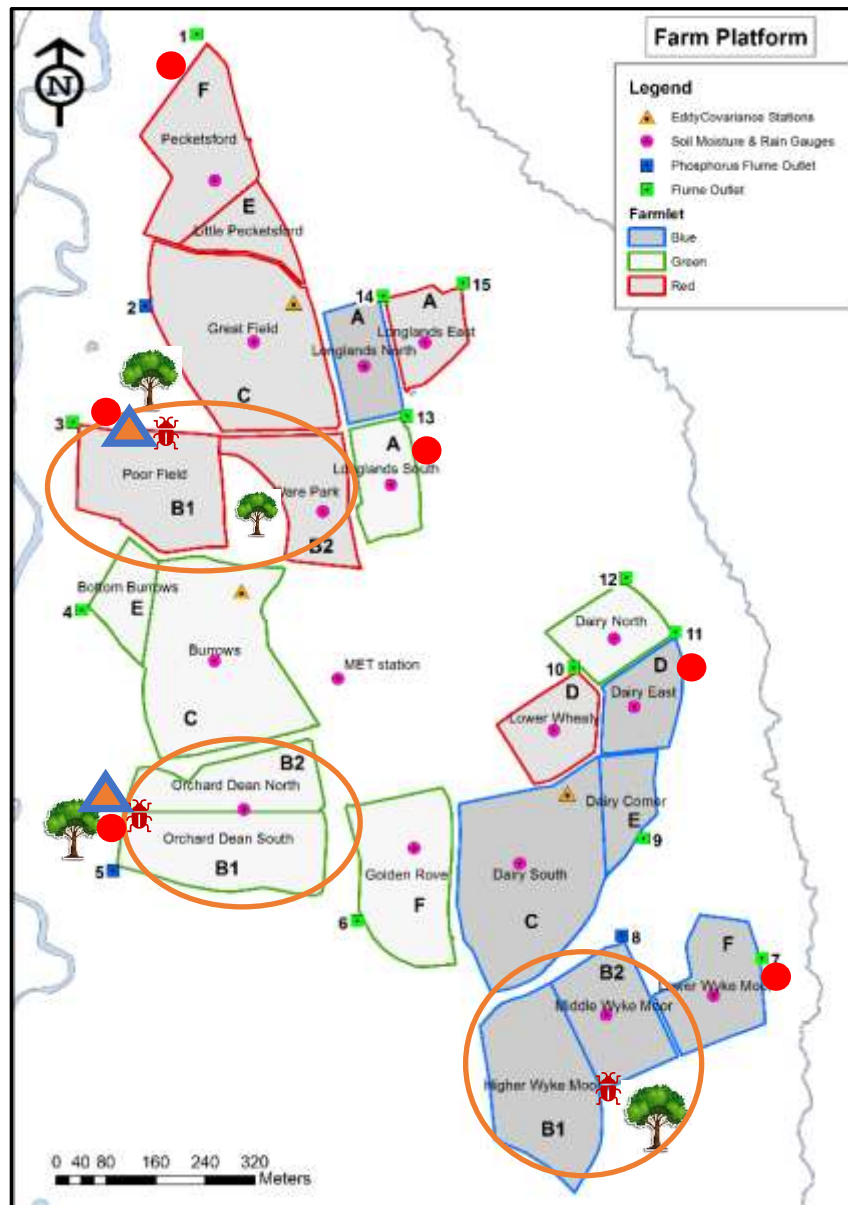 Farm Platform
Legend
EddyCovariance Stations
Soil Moisture & Rain Gauges
Phosphorus Flume Outlet
Flume Outlet
Farmlet
Blue
Green
Red
N
1
F
Pecketsford
E
Little Pecketsford
2
Great Field
C
14
A
Longlands North
15
A
Longlands East
3
Poor Field
B1
Ware Park
B2
13
A
Longlands South
Bottom Burrows
E
4
Burrows
C
MET station
12
Dairy North
11
10
D
Lower Wheaty
D
Dairy East
B2
Orchard Dean North
Orchard Dean South
B1
5
Golden Rove
F
6
Dairy Corner
E
9
Dairy South
C
8
B2
Middle Wyke Moor
F
7
Lower Wyke Moor
Higher Wyke Moor
B1
0 40 80 160 240 320
Meters